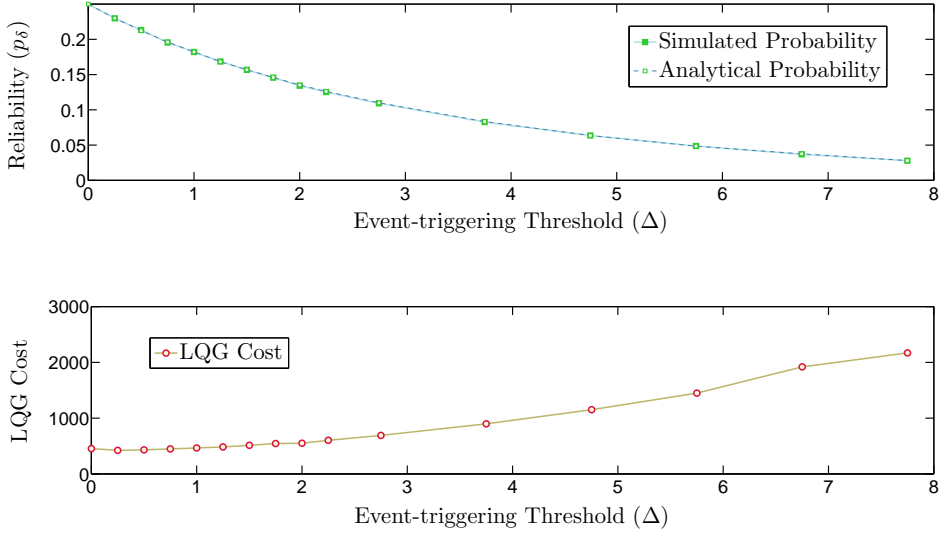 0.2
0.15
0.1
0.05
0
Reliability (pδ)
Simulated Probability
Analytical Probability
0 1 2 3 4 5 6 7 8
Event-triggering Threshold (Δ)
3000
2000
1000
0
LQG Cost
LQG Cost
0 1 2 3 4 5 6 7 8
Event-triggering Threshold (Δ)